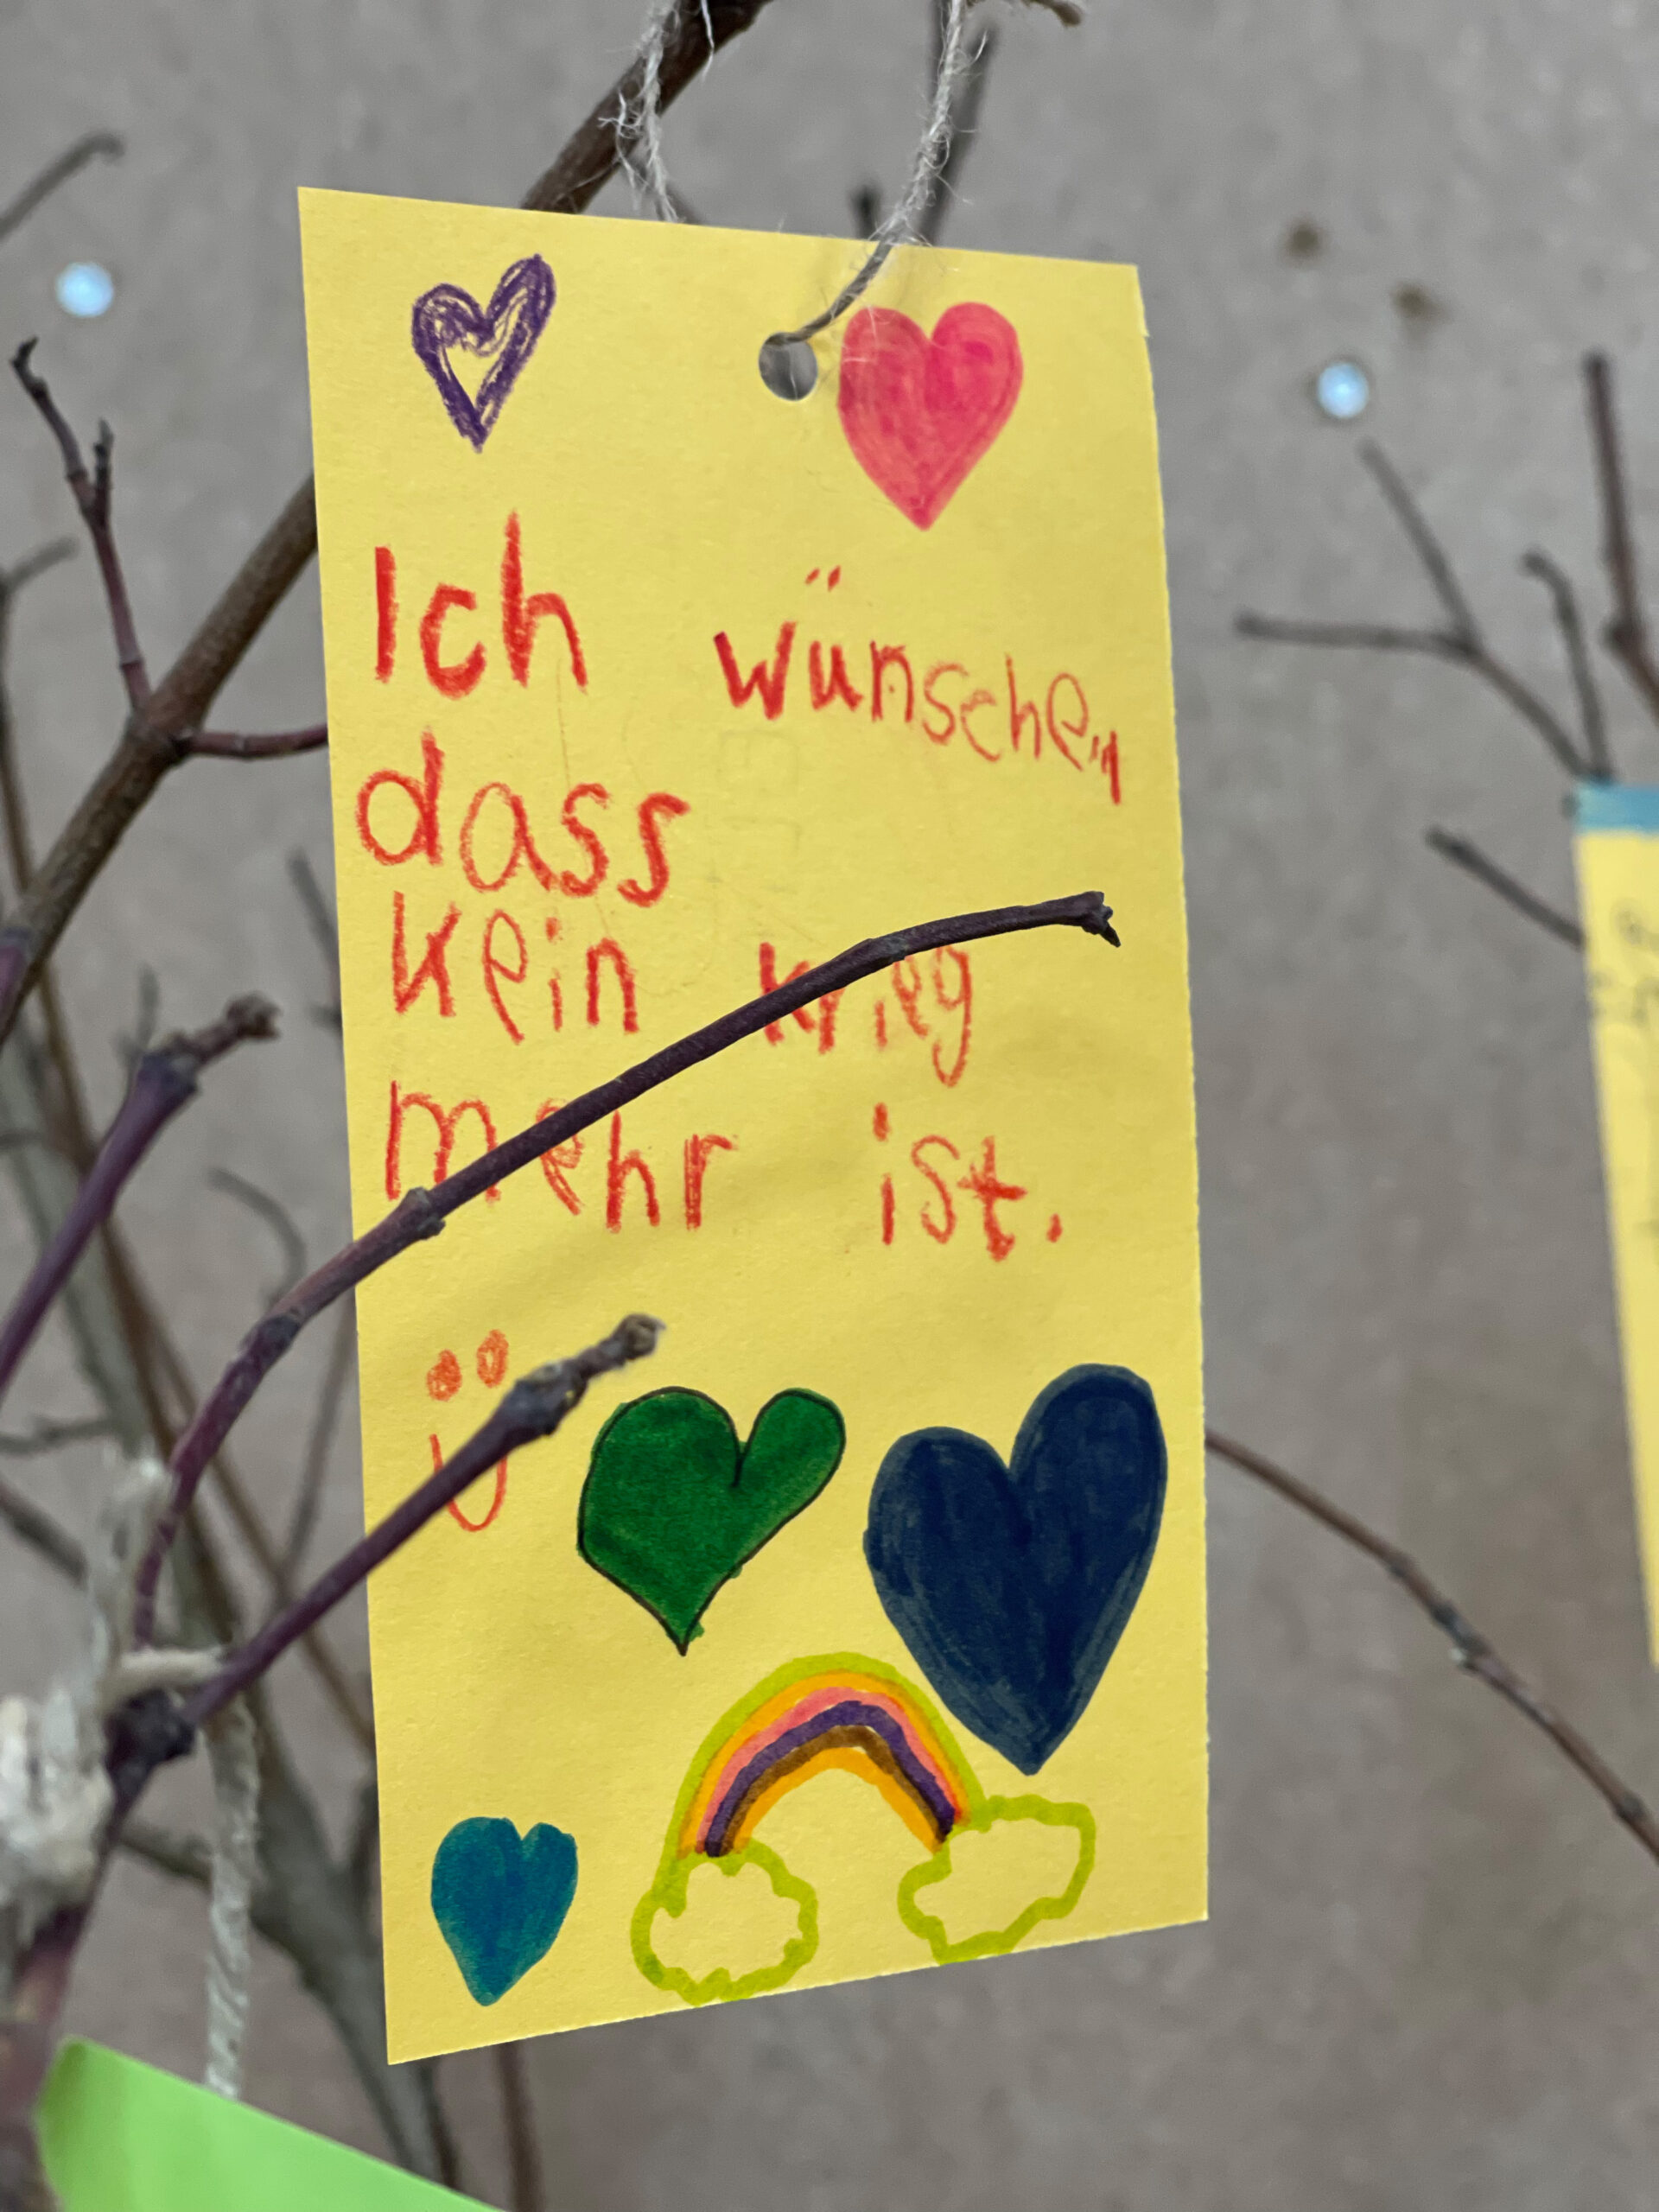 Ich wünschen
dass
kein krieg
mehr ist.